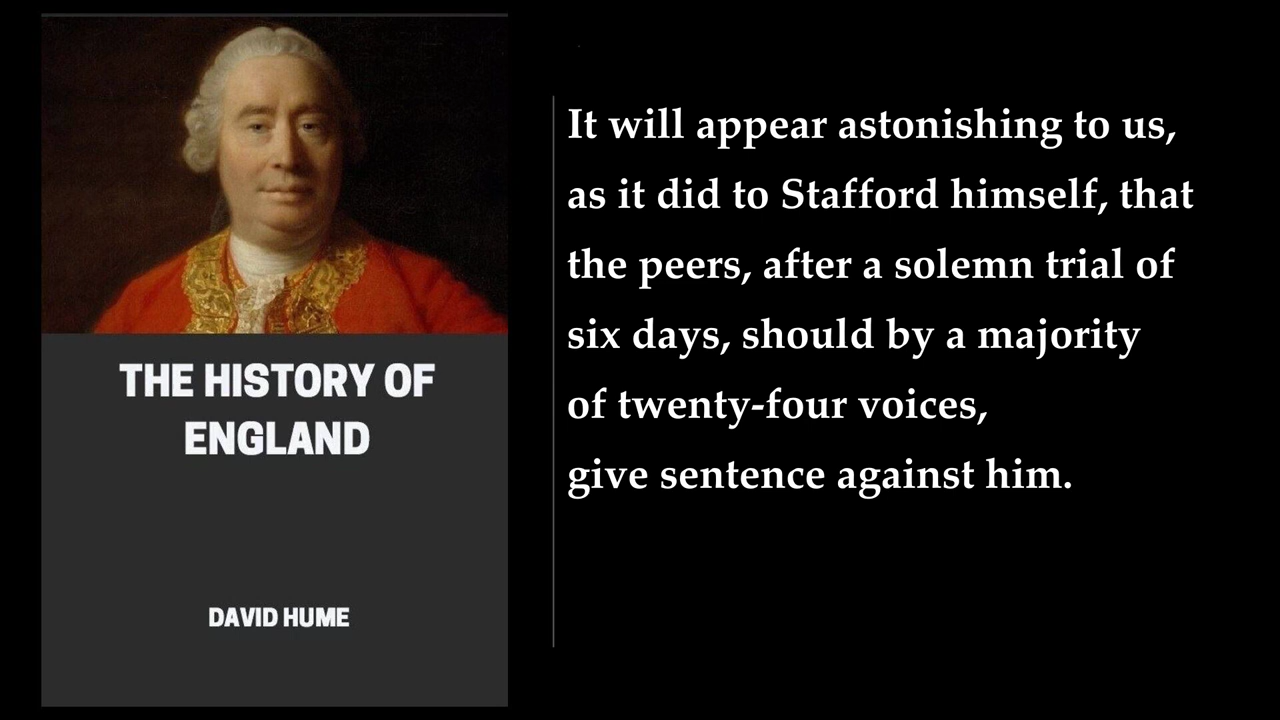 THE HISTORY OF
ENGLAND
DAVID HUME
It will appear astonishing to us,
as it did to Stafford himself, that
the peers, after a solemn trial of
six days, should by a majority
of twenty-four voices,
give sentence against him.